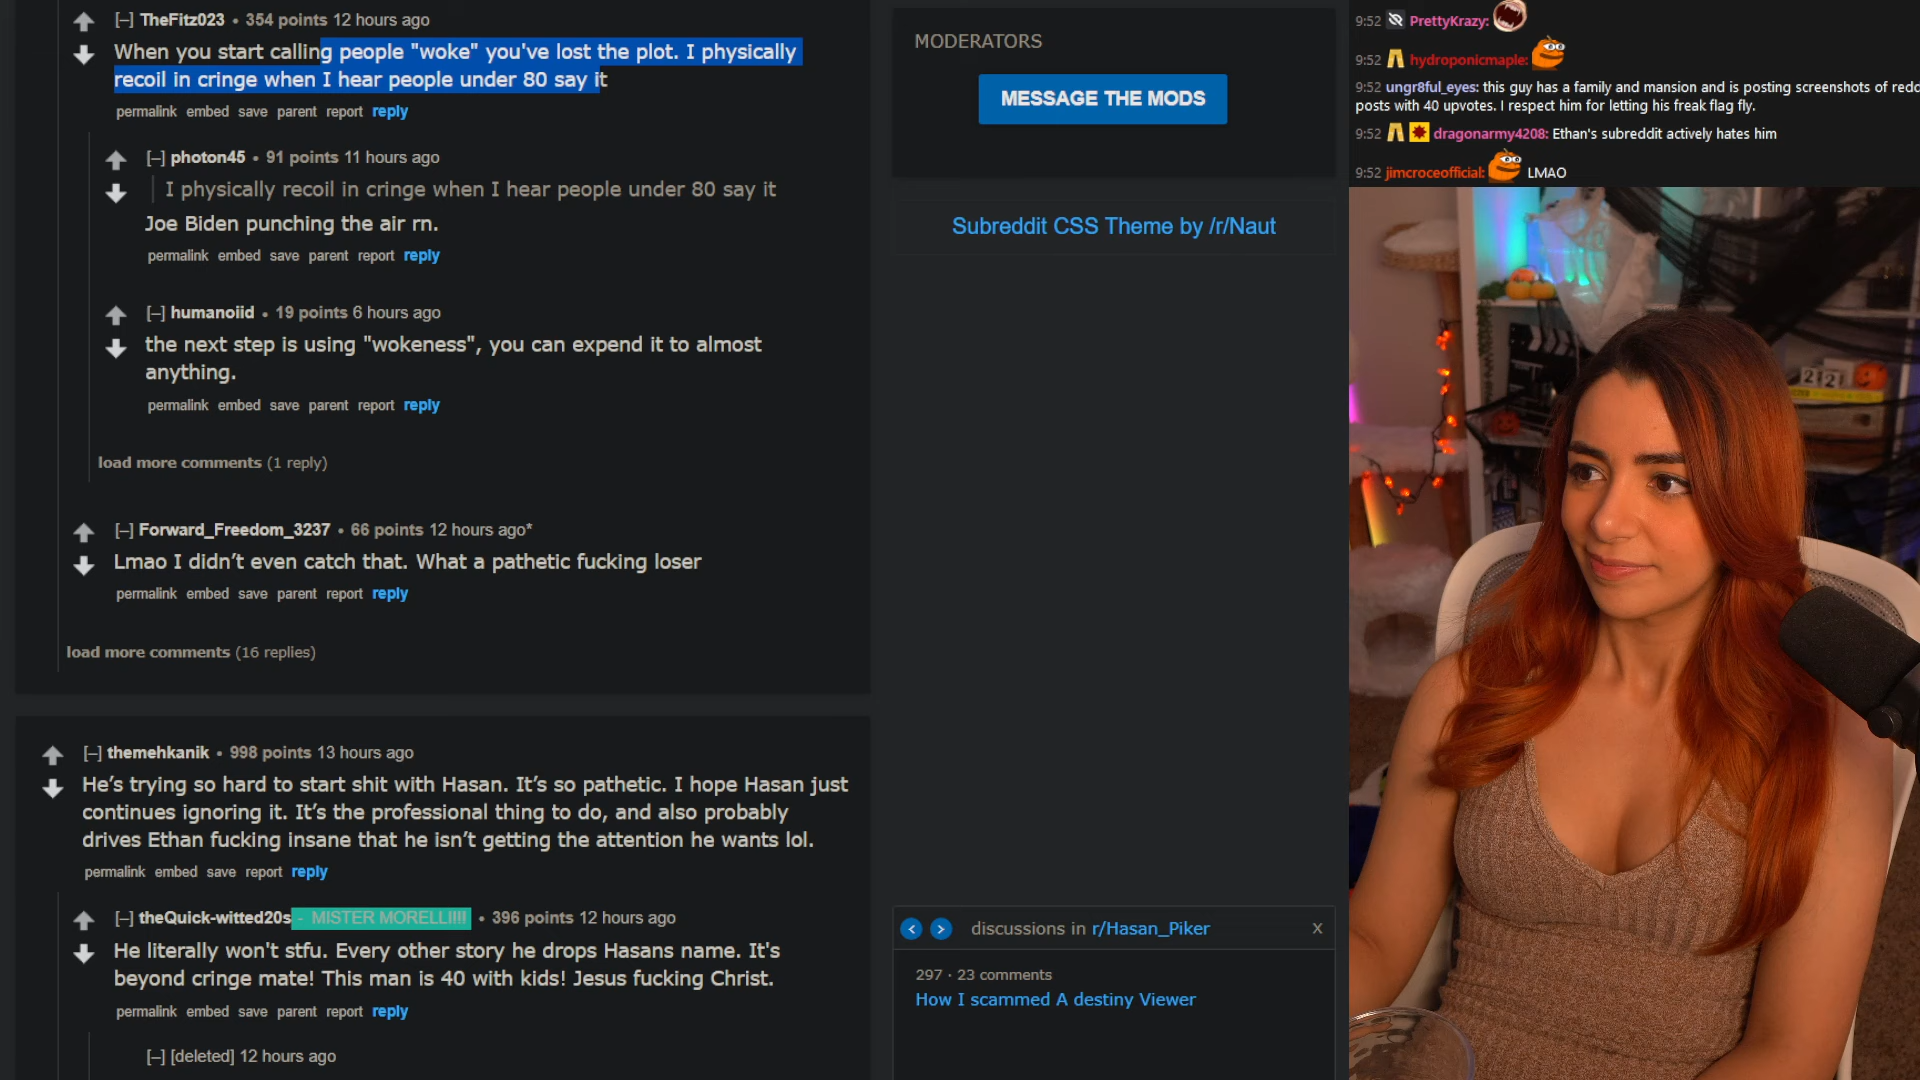 [–] TheFitz023 • 354 points 12 hours ago
When you start calling people "woke" you've lost the plot. I physically
recoil in cringe when I hear people under 80 say it
permalink embed save parent report reply
[–] photon45 • 91 points 11 hours ago
I physically recoil in cringe when I hear people under 80 say it
Joe Biden punching the air rn.
permalink embed save parent report reply
[–] humanoiid • 19 points 6 hours ago
the next step is using "wokeness", you can expend it to almost
anything.
permalink embed save parent report reply
load more comments (1 reply)
[–] Forward_Freedom_3237 • 66 points 12 hours ago*
Lmao I didn’t even catch that. What a pathetic fucking loser
permalink embed save parent report reply
load more comments (16 replies)
[–] themehkanik • 998 points 13 hours ago
He’s trying so hard to start shit with Hasan. It’s so pathetic. I hope Hasan just
continues ignoring it. It’s the professional thing to do, and also probably
drives Ethan fucking insane that he isn’t getting the attention he wants lol.
permalink embed save report reply
[–] theQuick-witted20s - MISTER MORELLI!!! • 396 points 12 hours ago
He literally won't stfu. Every other story he drops Hasans name. It's
beyond cringe mate! This man is 40 with kids! Jesus fucking Christ.
permalink embed save parent report reply
[–] [deleted] 12 hours ago
MODERATORS
MESSAGE THE MODS
Subreddit CSS Theme by /r/Naut
< > discussions in r/Hasan_Piker X
297 · 23 comments
How I scammed A destiny Viewer
9:52 PrettyKrazy:
9:52 hydroponicmaple:
9:52 ungr8ful_eyes: this guy has a family and mansion and is posting screenshots of redd
posts with 40 upvotes. I respect him for letting his freak flag fly.
9:52 dragonarmy4208: Ethan's subreddit actively hates him
9:52 jimcroceofficial: LMAO
22